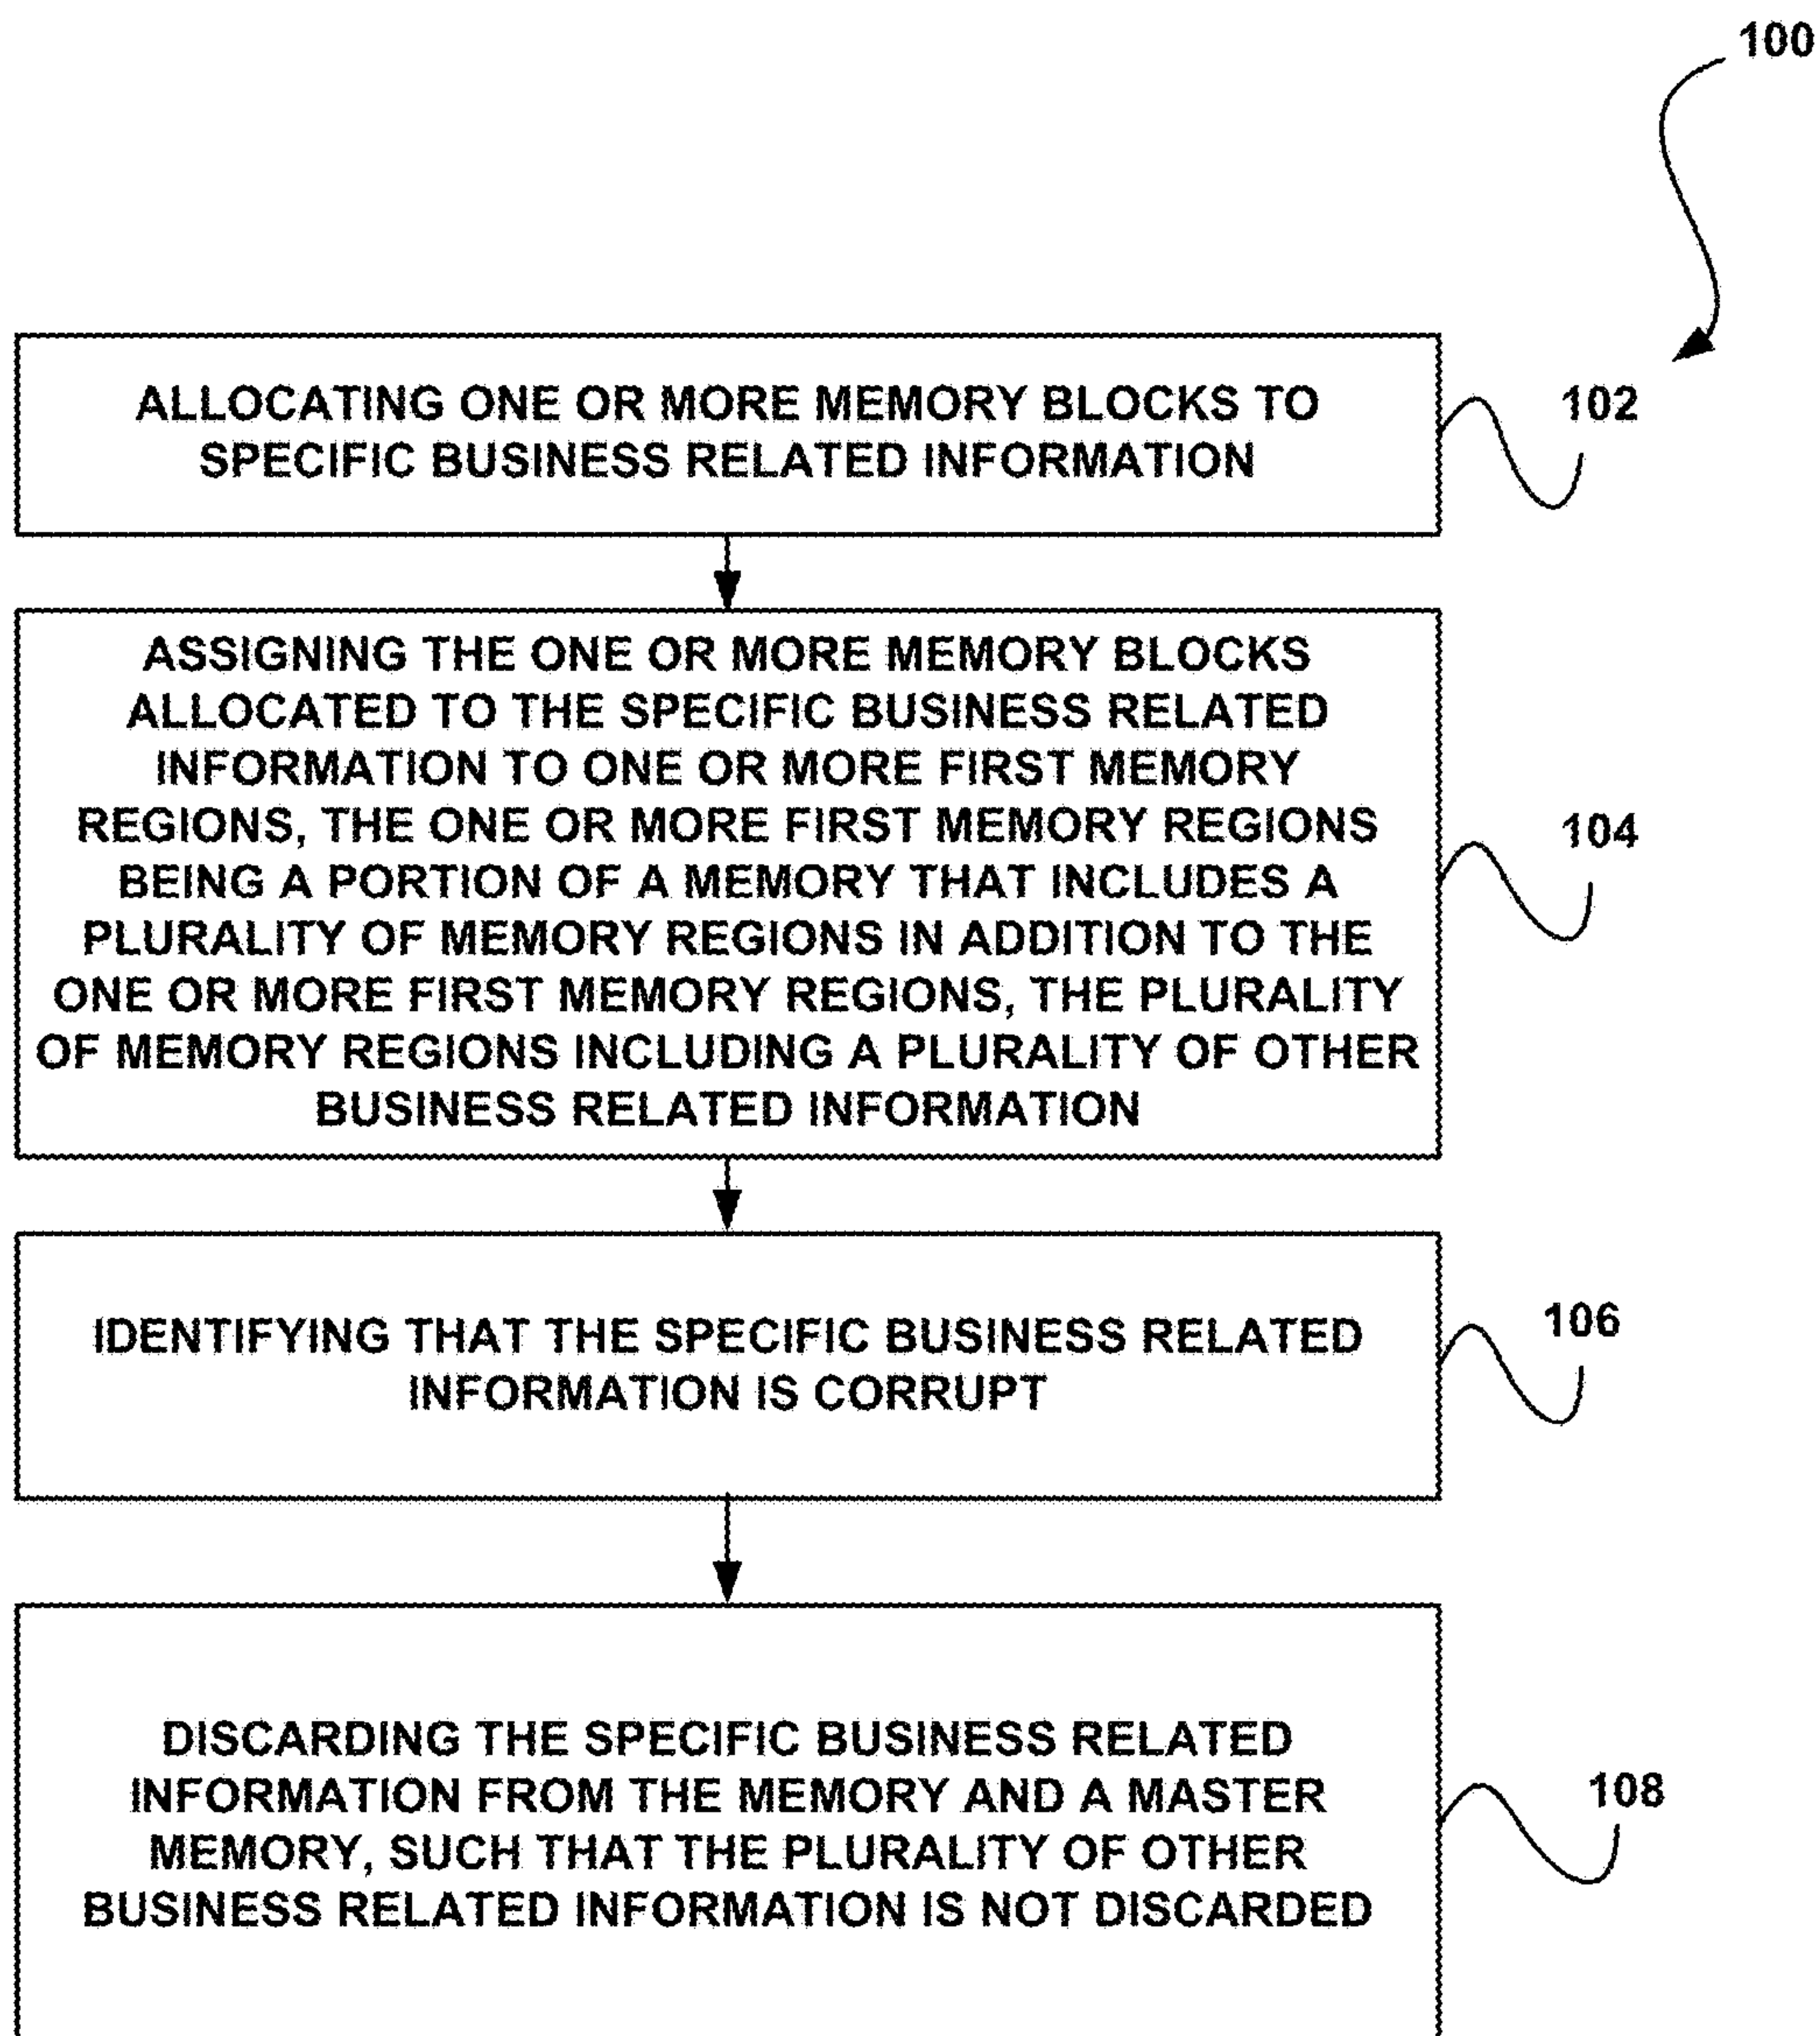 100
ALLOCATING ONE OR MORE MEMORY BLOCKS TO
SPECIFIC BUSINESS RELATED INFORMATION
102
ASSIGNING THE ONE OR MORE MEMORY BLOCKS
ALLOCATED TO THE SPECIFIC BUSINESS RELATED
INFORMATION TO ONE OR MORE FIRST MEMORY
REGIONS, THE ONE OR MORE FIRST MEMORY REGIONS
BEING A PORTION OF A MEMORY THAT INCLUDES A
PLURALITY OF MEMORY REGIONS IN ADDITION TO THE
ONE OR MORE FIRST MEMORY REGIONS, THE PLURALITY
OF MEMORY REGIONS INCLUDING A PLURALITY OF OTHER
BUSINESS RELATED INFORMATION
104
IDENTIFYING THAT THE SPECIFIC BUSINESS RELATED
INFORMATION IS CORRUPT
106
DISCARDING THE SPECIFIC BUSINESS RELATED
INFORMATION FROM THE MEMORY AND A MASTER
MEMORY, SUCH THAT THE PLURALITY OF OTHER
BUSINESS RELATED INFORMATION IS NOT DISCARDED
108